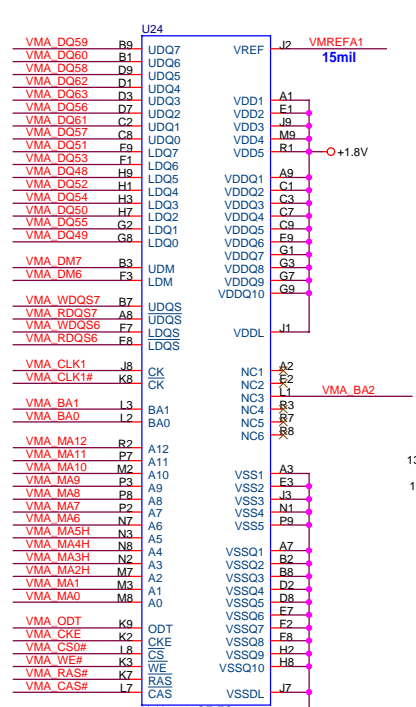 U24
VMA_DQ59 B9 UDQ7 VREF J2 VMREFA1
VMA_DQ60 B1 UDQ6 15mil
VMA_DQ58 D9 UDQ5
VMA_DQ62 D1 UDQ4
VMA_DQ63 D3 UDQ3 VDD1 A1
VMA_DQ56 D7 UDQ2 VDD2 E1
VMA_DQ61 C2 UDQ1 VDD3 J9
VMA_DQ57 C8 UDQ0 VDD4 M9
VMA_DQ51 F9 LDQ7 VDD5 R1 +1.8V
VMA_DQ53 F1 LDQ6
VMA_DQ48 H9 LDQ5 VDDQ1 A9
VMA_DQ52 H1 LDQ4 VDDQ2 C1
VMA_DQ54 H3 LDQ3 VDDQ3 C3
VMA_DQ50 H7 LDQ2 VDDQ4 C7
VMA_DQ55 G2 LDQ1 VDDQ5 C9
VMA_DQ49 G8 LDQ0 VDDQ6 E9
VDDQ7 G1
VMA_DM7 B3 UDM VDDQ8 G3
VMA_DM6 F3 LDM VDDQ9 G7
VDDQ10 G9
VMA_WDQS7 B7 UDQS
VMA_RDQS7 A8 UDQS
VMA_WDQS6 F7 LDQS VDDL J1
VMA_RDQS6 E8 LDQS
VMA_CLK1 J8 CK NC1 A2
VMA_CLK1# K8 CK NC2 E2
NC3 L1 VMA_BA2
VMA_BA1 L3 BA1 NC4 R3
VMA_BA0 L2 BA0 NC5 R7
NC6 R8
VMA_MA12 R2 A12
VMA_MA11 P7 A11
VMA_MA10 M2 A10 VSS1 A3
VMA_MA9 P3 A9 VSS2 E3
VMA_MA8 P8 A8 VSS3 J3
VMA_MA7 P2 A7 VSS4 N1
VMA_MA6 N7 A6 VSS5 P9
VMA_MA5H N3 A5
VMA_MA4H N8 A4 VSSQ1 A7
VMA_MA3H N2 A3 VSSQ2 B2
VMA_MA2H M7 A2 VSSQ3 B8
VMA_MA1 M3 A1 VSSQ4 D2
VMA_MA0 M8 A0 VSSQ5 D8
VSSQ6 E7
VMA_ODT K9 ODT VSSQ7 F2
VMA_CKE K2 CKE VSSQ8 F8
VMA_CS0# L8 CS VSSQ9 H2
VMA_WE# K3 WE VSSQ10 H8
VMA_RAS# K7 RAS
VMA_CAS# L7 CAS VSSDL J7